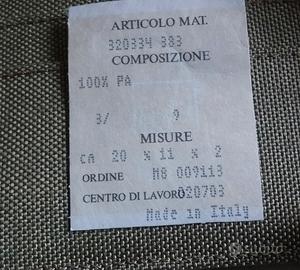 ARTICOLO MAT.
320334 383
COMPOSIZIONE
100% PA
3/ 9
MISURE
CA 20 x 11 x 2
ORDINE M8 009113
CENTRO DI LAVORO 020703
Made in Italy
subito